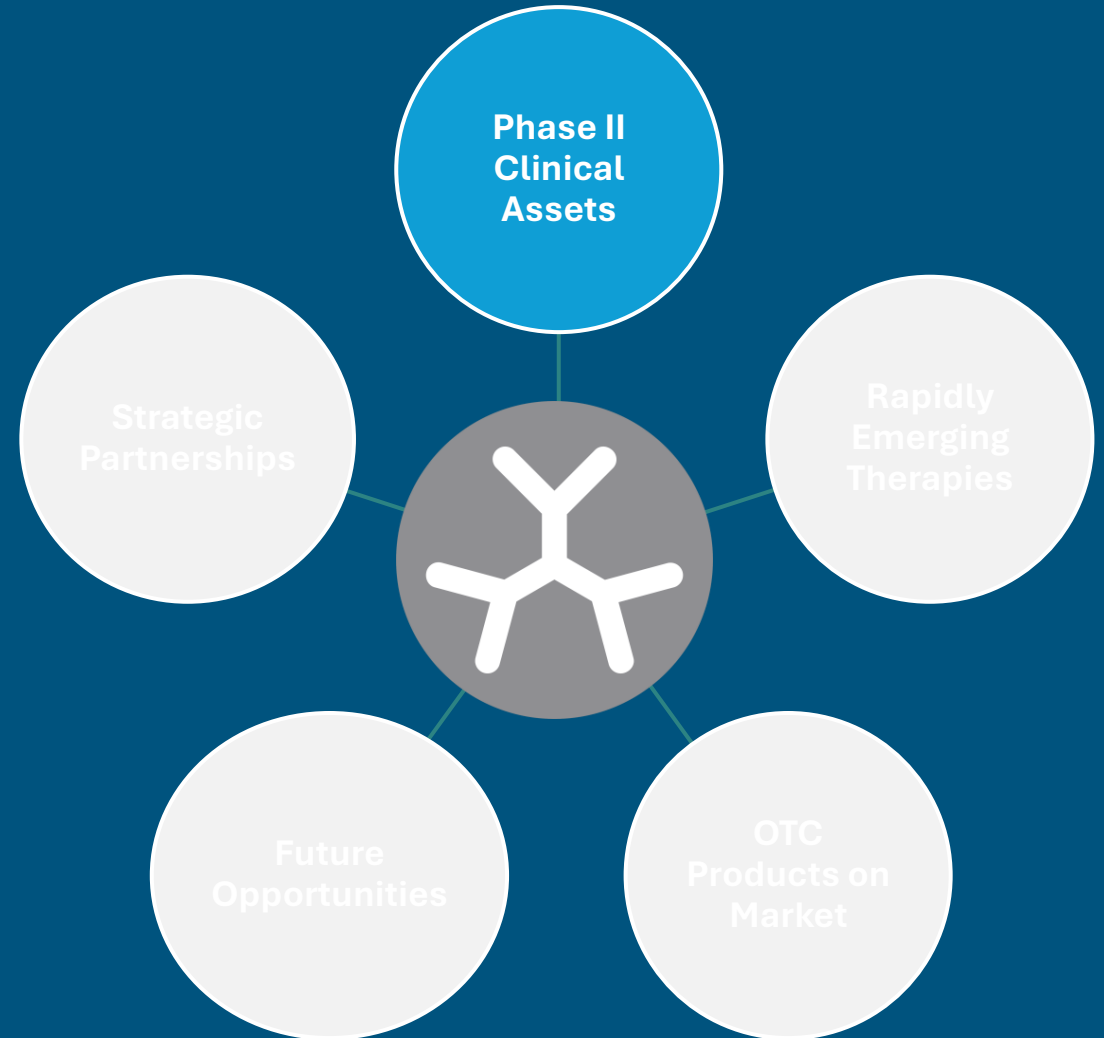 Phase II
Clinical
Assets
Strategic
Partnerships
Rapidly
Emerging
Therapies
Future
Opportunities
OTC
Products on
Market